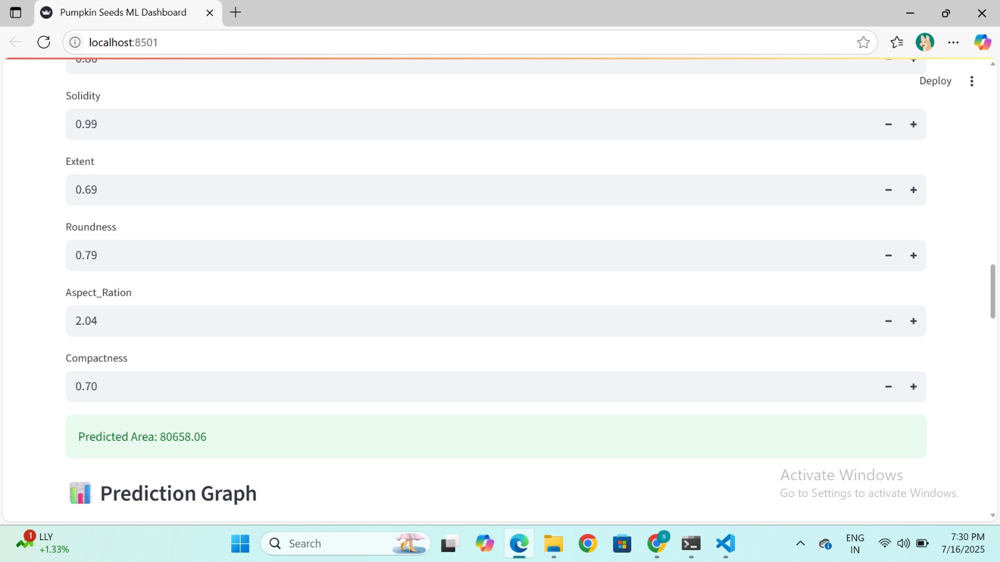 Pumpkin Seeds ML Dashboard
localhost:8501
0.86
Deploy
Solidity
0.99
Extent
0.69
Roundness
0.79
Aspect_Ration
2.04
Compactness
0.70
Predicted Area: 80658.06
Prediction Graph
Activate Windows
Go to Settings to activate Windows.
1
LLY
+1.33%
Search
S
ENG
IN
7:30 PM
7/16/2025